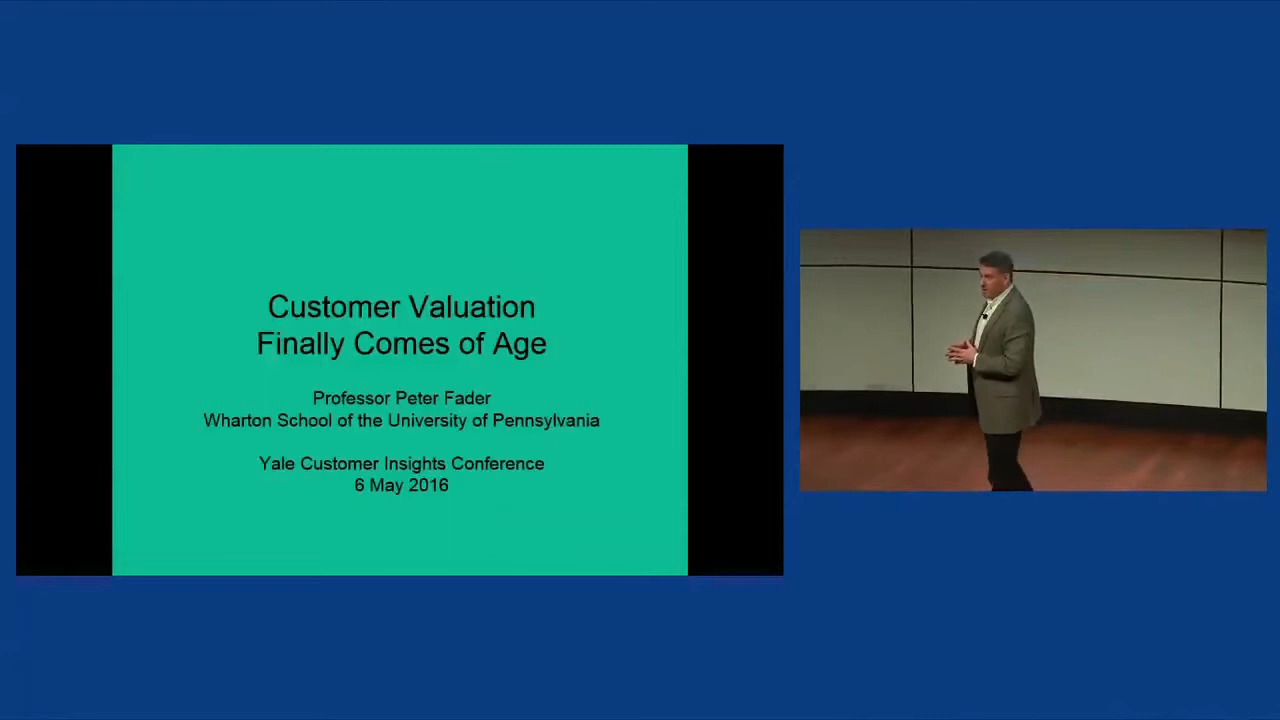 Customer Valuation
Finally Comes of Age
Professor Peter Fader
Wharton School of the University of Pennsylvania
Yale Customer Insights Conference
6 May 2016